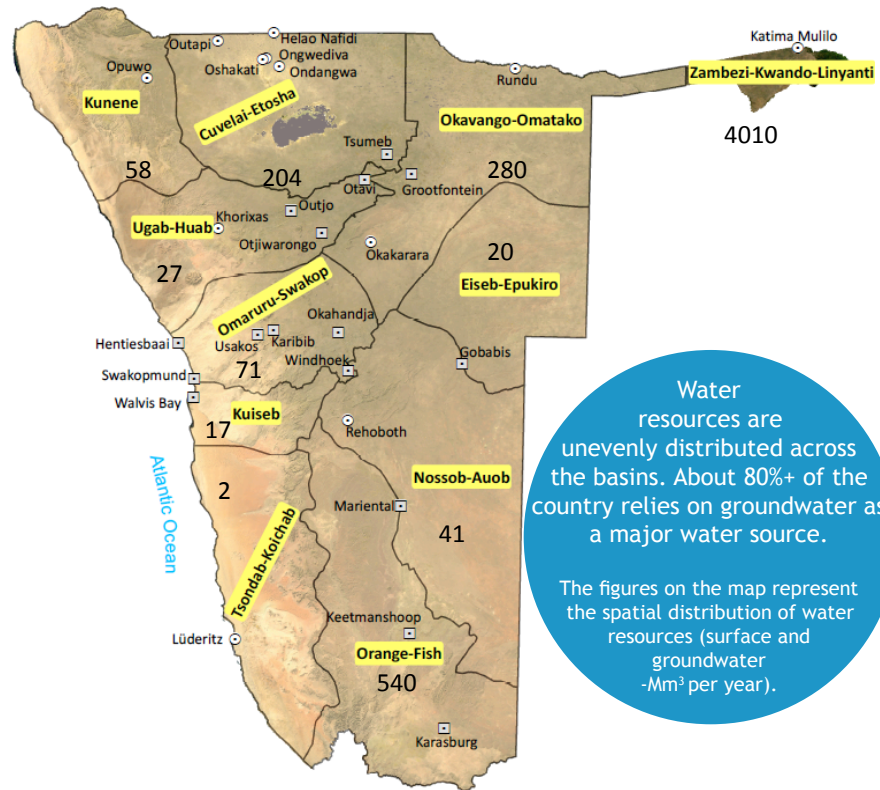 Katima Mulilo
Helao Nafidi
Outapi
Ongwediva
Oshakati
Ondangwa
Opuwo
Rundu
Zambezi-Kwando-Linyanti
Kunene
Cuvelai-Etosha
Okavango-Omatako
4010
Tsumeb
58
204
280
Otavi
Grootfontein
Khorixas
Outjo
Ugab-Huab
Otjiwarongo
Okakarara
20
27
Eiseb-Epukiro
Omaruru-Swakop
Okahandja
Hentiesbaai
Usakos
Karibib
Windhoek
Gobabis
71
Swakopmund
Walvis Bay
Kuiseb
17
Rehoboth
Atlantic Ocean
2
Nossob-Auob
Mariental
41
Tsondab-Koichab
Keetmanshoop
Lüderitz
Orange-Fish
540
Karasburg
Water
resources are
unevenly distributed across
the basins. About 80%+ of the
country relies on groundwater as
a major water source.
The figures on the map represent
the spatial distribution of water
resources (surface and
groundwater
-Mm³ per year).